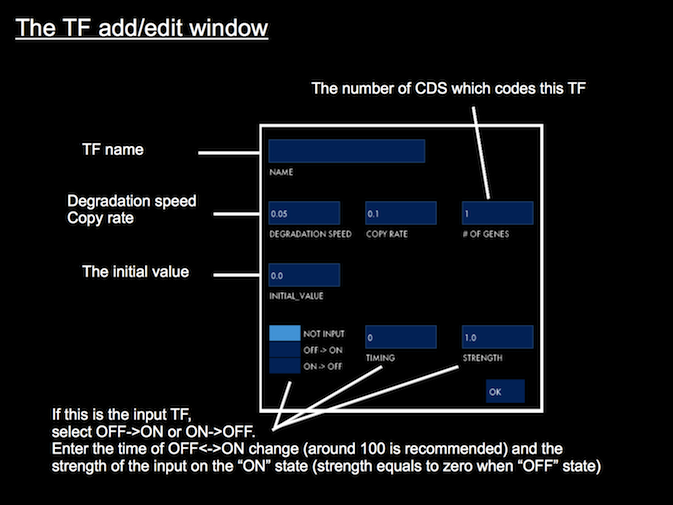 The TF add/edit window
The number of CDS which codes this TF
TF name
NAME
Degradation speed
Copy rate
0.05
0.1
1
DEGRADATION SPEED
COPY RATE
# OF GENES
The initial value
0.0
INITIAL_VALUE
NOT INPUT
OFF -> ON
ON -> OFF
0
TIMING
1.0
STRENGTH
OK
If this is the input TF,
select OFF->ON or ON->OFF.
Enter the time of OFF<->ON change (around 100 is recommended) and the
strength of the input on the “ON” state (strength equals to zero when “OFF” state)